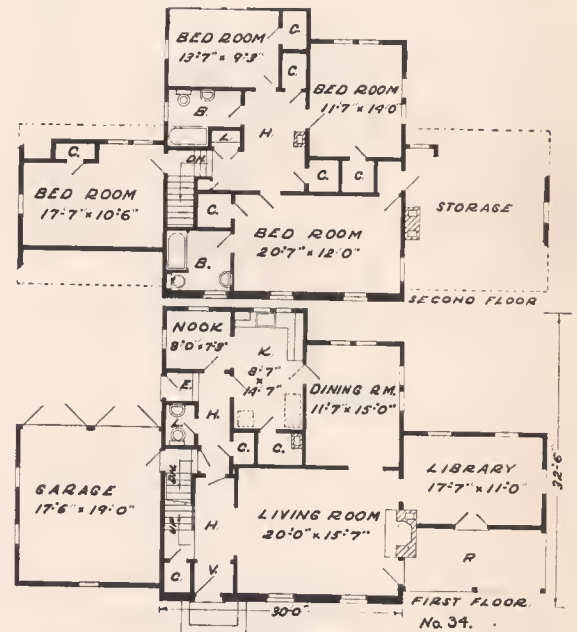 BED ROOM
13'-7" x 9'-3"
C.
C.
BED ROOM
11'-7" x 14'-0"
B.
L.
H.
DN.
C.
BED ROOM
17'-7" x 10'-6"
C.
C.
C.
BED ROOM
20'-7" x 12'-0"
B.
STORAGE
SECOND FLOOR
NOOK
8'-0" x 7'-3"
K.
8'-7"
x
14'-7"
DINING RM.
11'-7" x 15'-0"
E.
L.
H.
C.
C.
GARAGE
17'-6" x 19'-0"
DN.
UP
H.
LIVING ROOM
20'-0" x 15'-7"
LIBRARY
17'-7" x 11'-0"
P.
C.
V.
32'-6"
30'-0"
FIRST FLOOR.
No. 34.